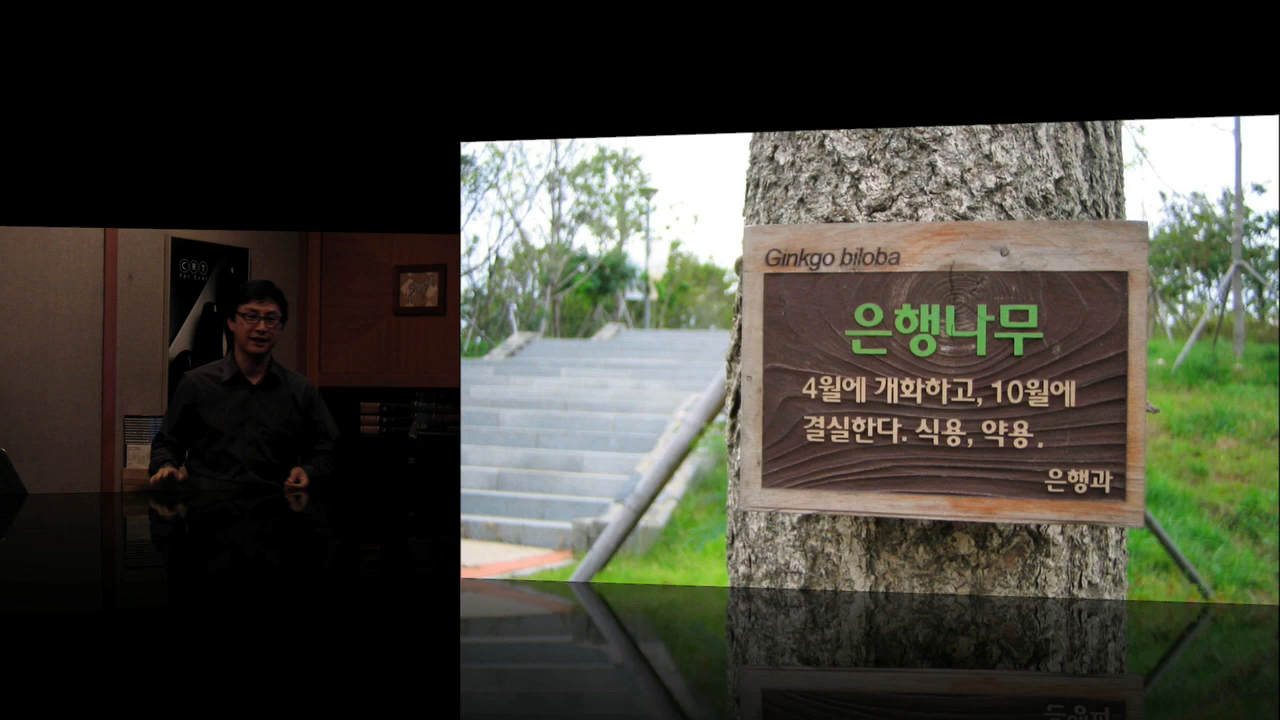 CRT
Ginkgo biloba
은행나무
4월에 개화하고, 10월에
결실한다. 식용, 약용.
은행과